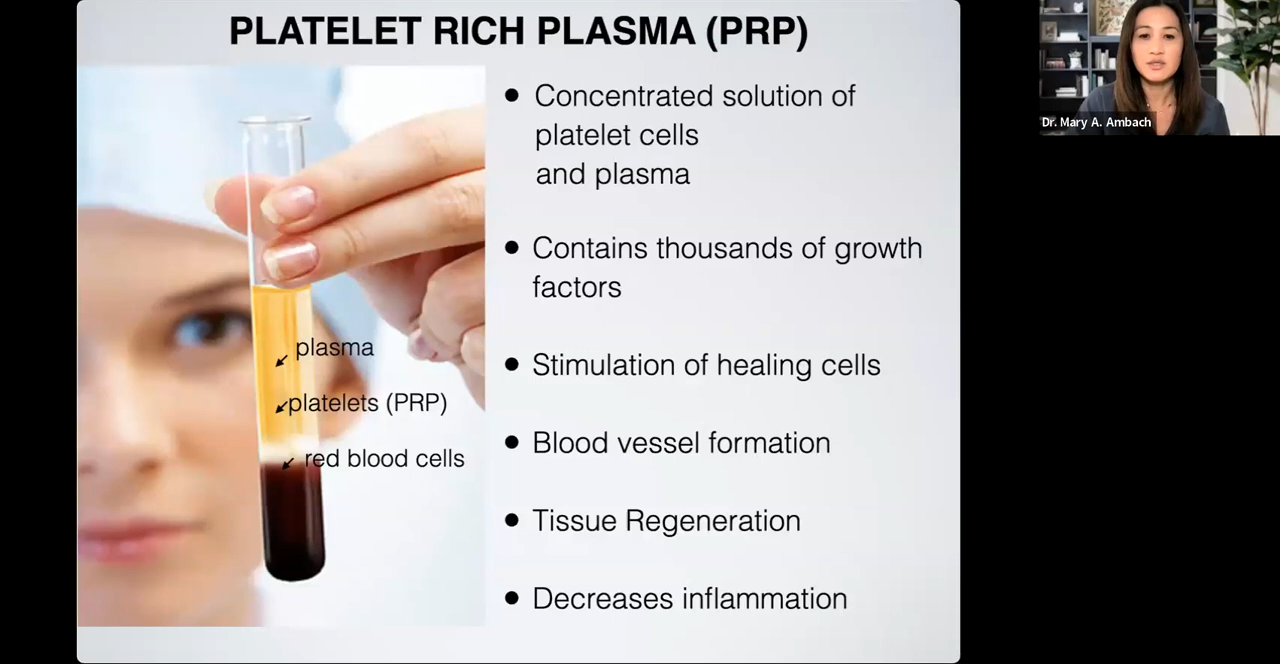 PLATELET RICH PLASMA (PRP)
Concentrated solution of
platelet cells
and plasma
Contains thousands of growth
factors
Stimulation of healing cells
Blood vessel formation
Tissue Regeneration
Decreases inflammation
plasma
platelets (PRP)
red blood cells
Dr. Mary A. Ambach